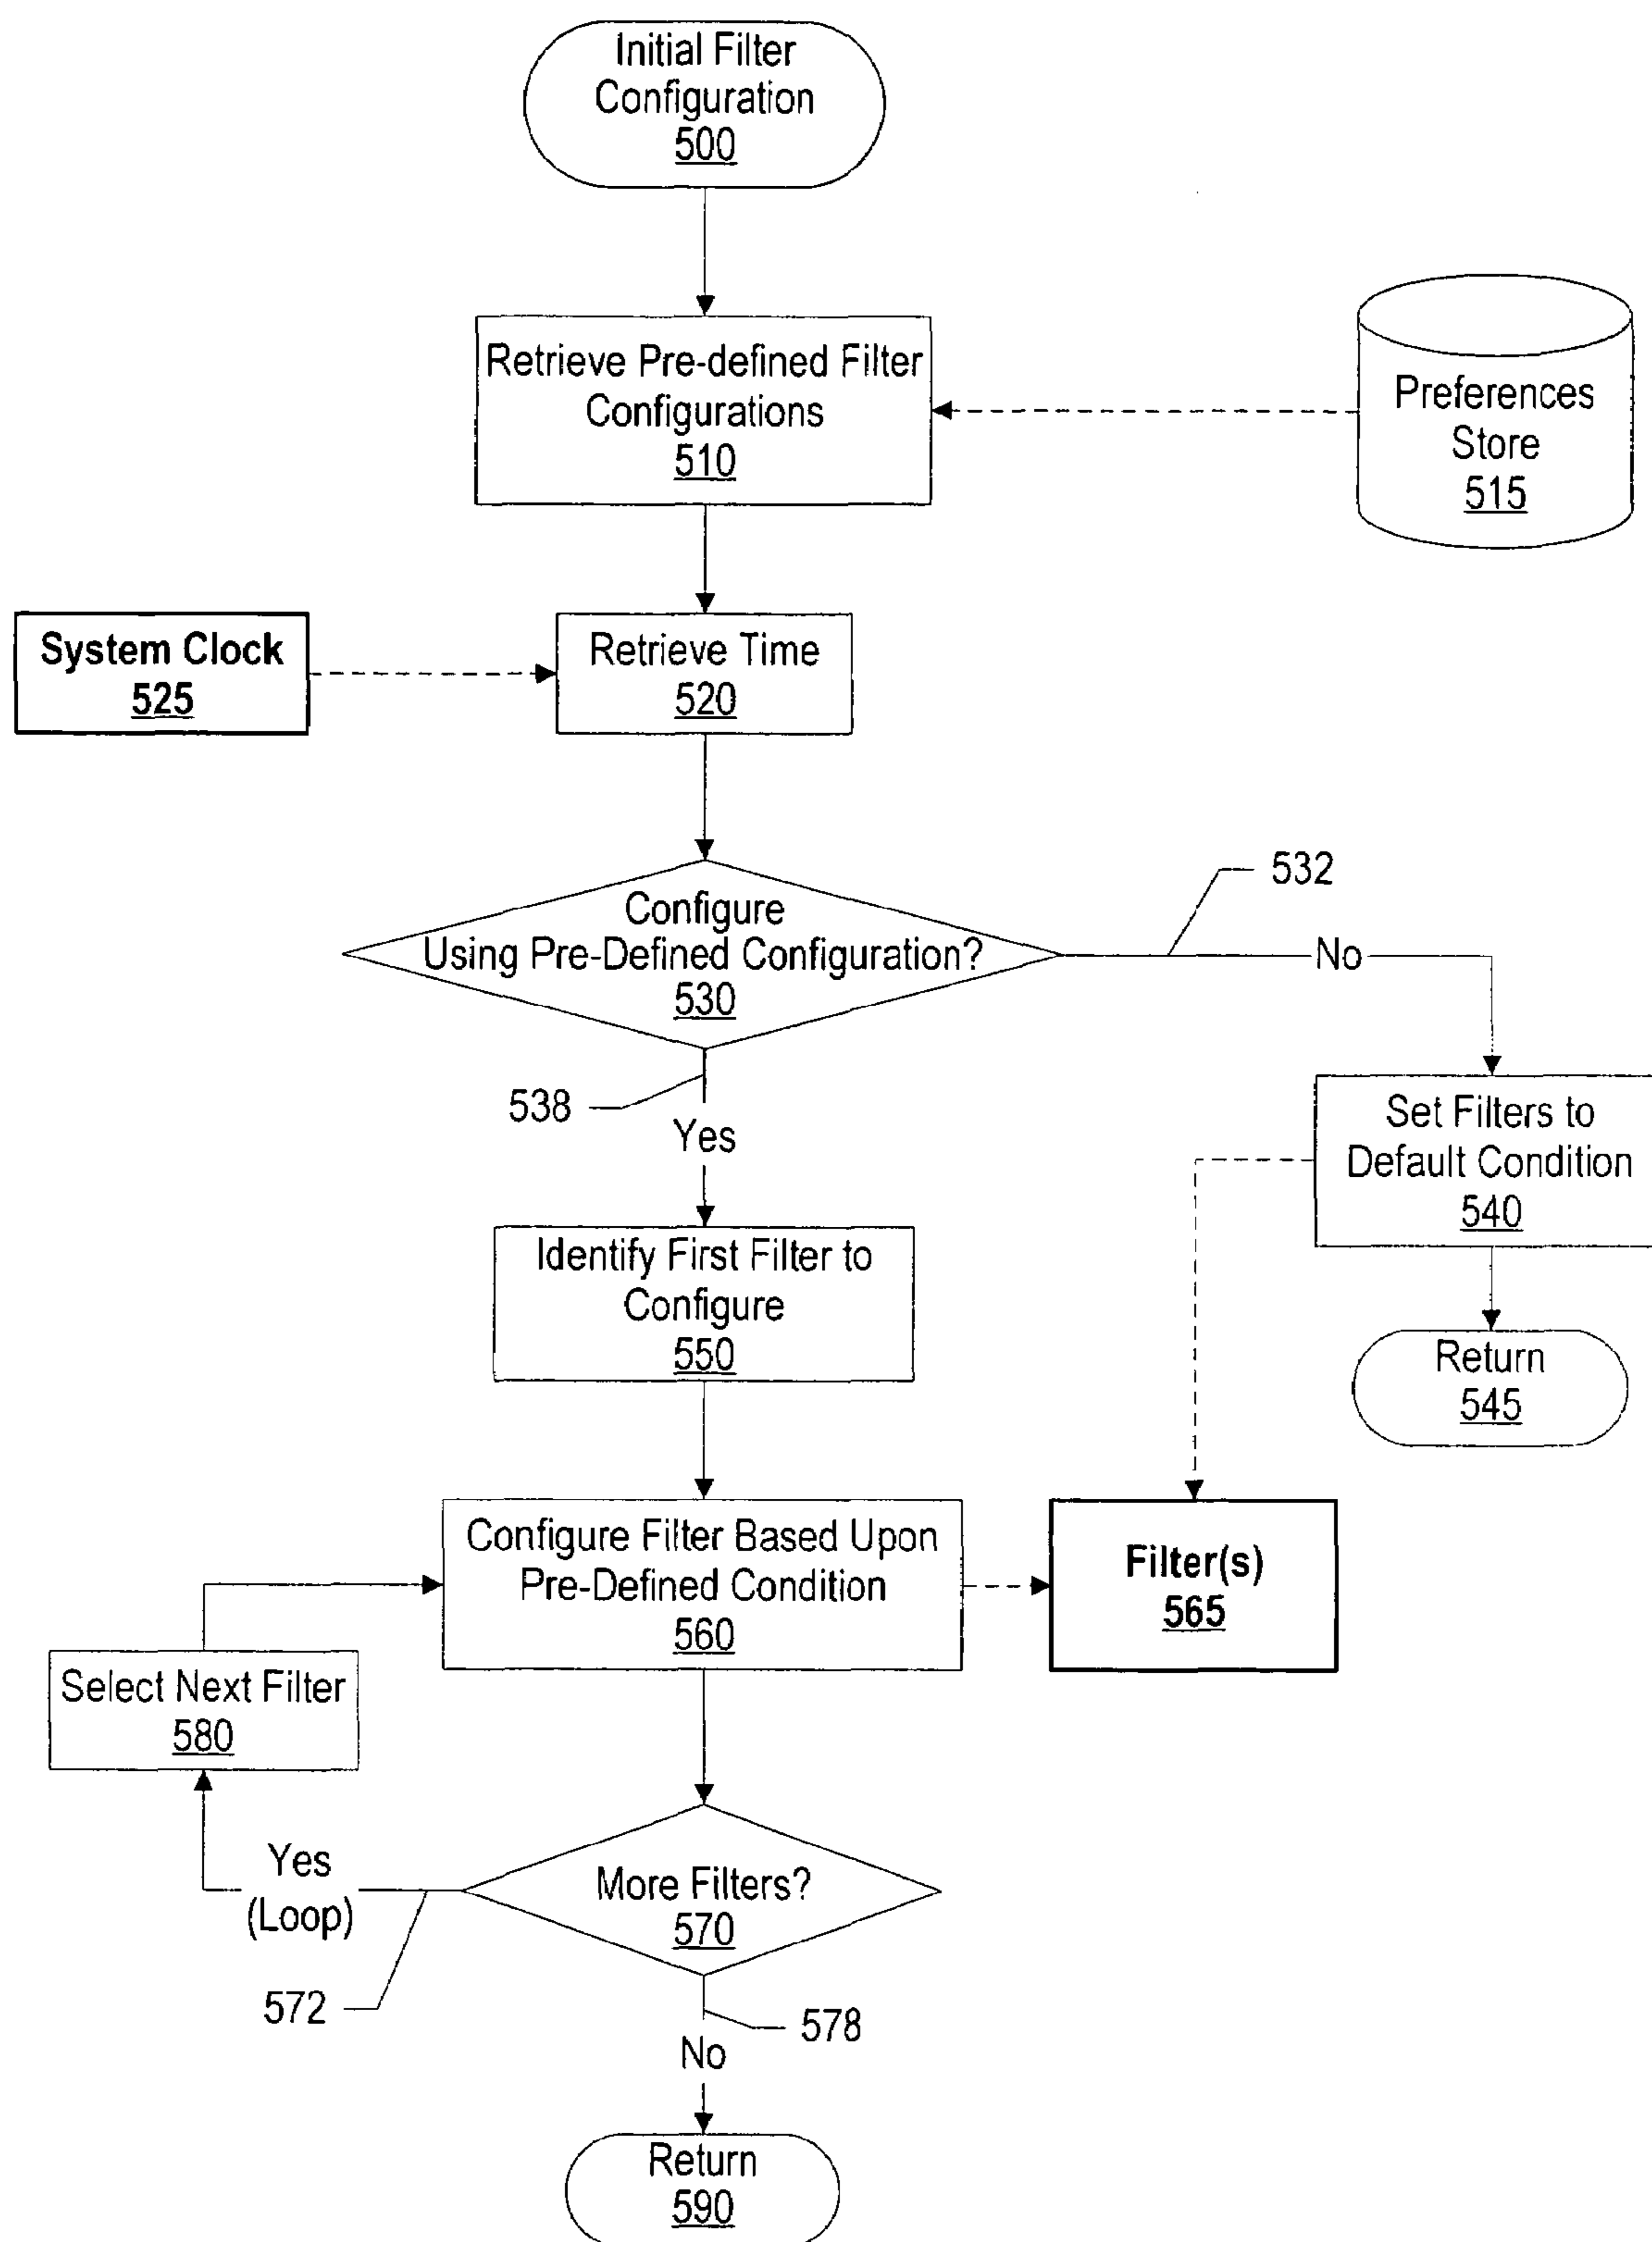 Initial Filter
Configuration
500
Retrieve Pre-defined Filter
Configurations
510
Preferences
Store
515
System Clock
525
Retrieve Time
520
Configure
Using Pre-Defined Configuration?
530
532
No
538
Yes
Set Filters to
Default Condition
540
Identify First Filter to
Configure
550
Return
545
Configure Filter Based Upon
Pre-Defined Condition
560
Filter(s)
565
Select Next Filter
580
Yes
(Loop)
More Filters?
570
572
578
No
Return
590